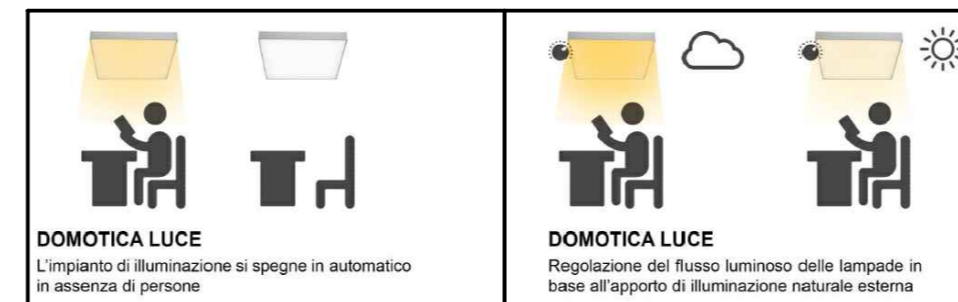 DOMOTICA LUCE
L'impianto di illuminazione si spegne in automatico
in assenza di persone
DOMOTICA LUCE
Regolazione del flusso luminoso delle lampade in
base all'apporto di illuminazione naturale esterna